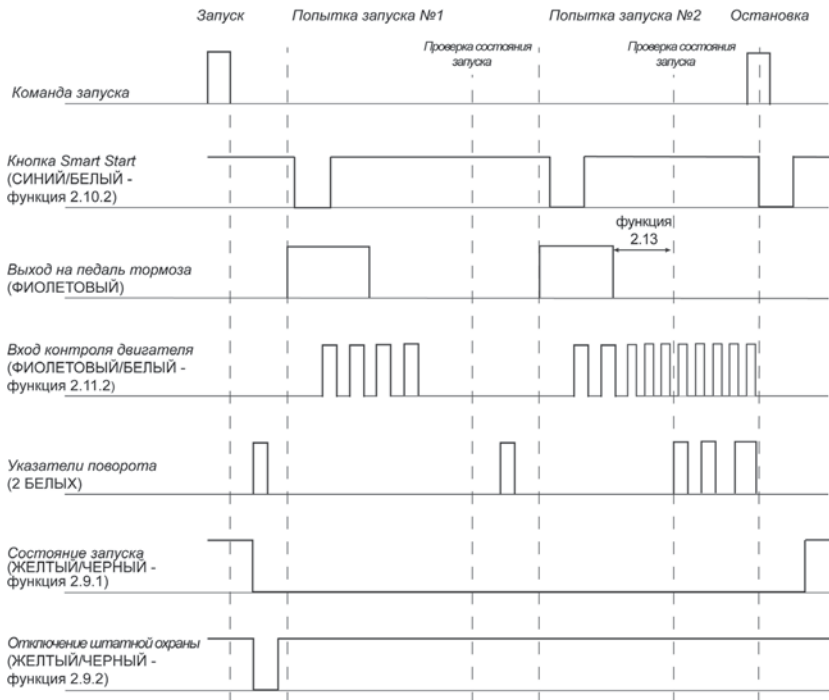 Запуск
Попытка запуска №1
Попытка запуска №2
Остановка
Проверка состояния
запуска
Проверка состояния
запуска
Команда запуска
Кнопка Smart Start
(СИНИЙ/БЕЛЫЙ -
функция 2.10.2)
функция
2.13
Выход на педаль тормоза
(ФИОЛЕТОВЫЙ)
Вход контроля двигателя
(ФИОЛЕТОВЫЙ/БЕЛЫЙ -
функция 2.11.2)
Указатели поворота
(2 БЕЛЫХ)
Состояние запуска
(ЖЕЛТЫЙ/ЧЕРНЫЙ -
функция 2.9.1)
Отключение штатной охраны
(ЖЕЛТЫЙ/ЧЕРНЫЙ -
функция 2.9.2)